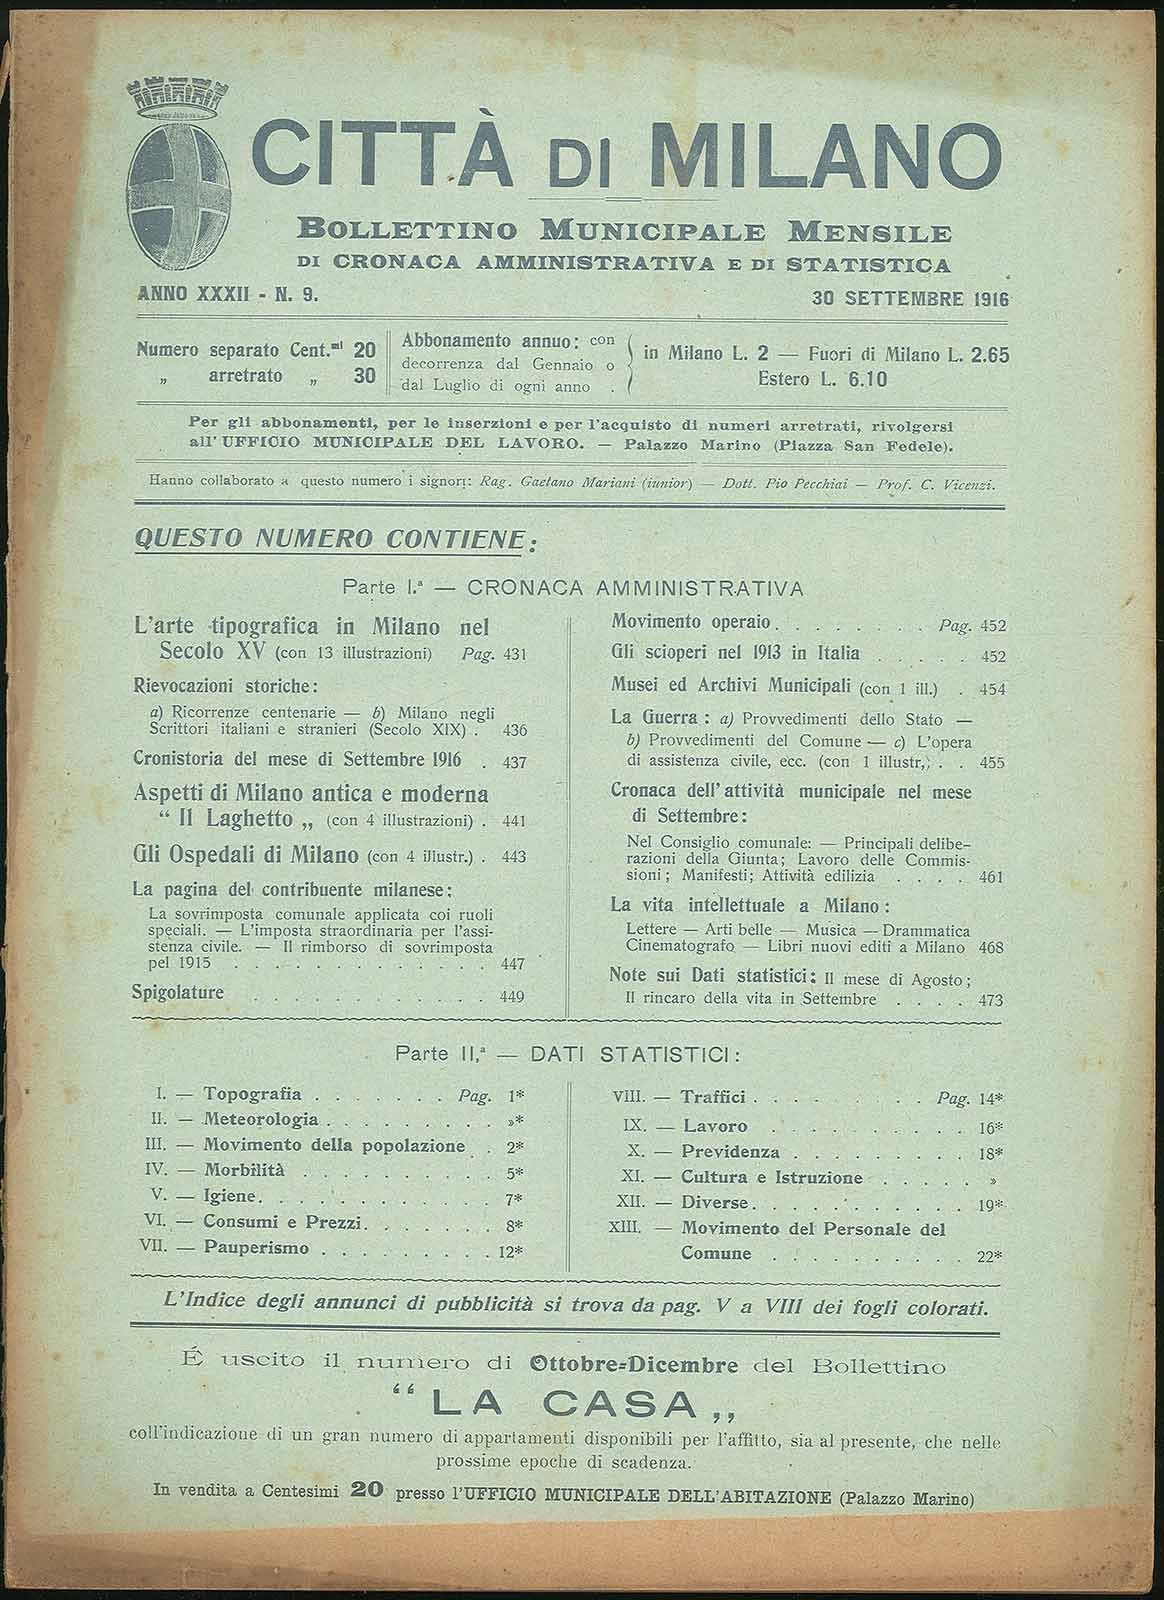 CITTÀ DI MILANO
BOLLETTINO MUNICIPALE MENSILE
DI CRONACA AMMINISTRATIVA E DI STATISTICA
ANNO XXXII - N. 9.
30 SETTEMBRE 1916
Numero separato Cent.mi 20
„ arretrato „ 30
Abbonamento annuo: con
decorrenza dal Gennaio o
dal Luglio di ogni anno .
in Milano L. 2 — Fuori di Milano L. 2.65
Estero L. 6.10
Per gli abbonamenti, per le inserzioni e per l'acquisto di numeri arretrati, rivolgersi
all'UFFICIO MUNICIPALE DEL LAVORO. — Palazzo Marino (Piazza San Fedele).
Hanno collaborato a questo numero i signori: Rag. Gaetano Mariani (iunior) — Dott. Pio Pecchiai — Prof. C. Vicenzi.
QUESTO NUMERO CONTIENE:
Parte I.ª — CRONACA AMMINISTRATIVA
L'arte tipografica in Milano nel
Secolo XV (con 13 illustrazioni) Pag. 431
Rievocazioni storiche:
a) Ricorrenze centenarie — b) Milano negli
Scrittori italiani e stranieri (Secolo XIX) . 436
Cronistoria del mese di Settembre 1916 . 437
Aspetti di Milano antica e moderna
“ Il Laghetto „ (con 4 illustrazioni) . 441
Gli Ospedali di Milano (con 4 illustr.) . 443
La pagina del contribuente milanese:
La sovrimposta comunale applicata coi ruoli
speciali. — L'imposta straordinaria per l'assi-
stenza civile. — Il rimborso di sovrimposta
pel 1915 . . . . . . . . . . . . . 447
Spigolature . . . . . . . . . . . . 449
Movimento operaio . . . . . . . . Pag. 452
Gli scioperi nel 1913 in Italia . . . . . 452
Musei ed Archivi Municipali (con 1 ill.) . 454
La Guerra : a) Provvedimenti dello Stato —
b) Provvedimenti del Comune — c) L'opera
di assistenza civile, ecc. (con 1 illustr,; . . 455
Cronaca dell'attività municipale nel mese
di Settembre:
Nel Consiglio comunale: — Principali delibe-
razioni della Giunta; Lavoro delle Commis-
sioni; Manifesti; Attività edilizia . . . . 461
La vita intellettuale a Milano :
Lettere — Arti belle — Musica — Drammatica
Cinematografo — Libri nuovi editi a Milano 468
Note sui Dati statistici: Il mese di Agosto;
Il rincaro della vita in Settembre . . . . 473
Parte II,ª — DATI STATISTICI:
I. — Topografia . . . . . . . Pag. 1*
II. — Meteorologia . . . . . . . . . »*
III. — Movimento della popolazione . . 2*
IV. — Morbilità . . . . . . . . . . 5*
V. — Igiene. . . . . . . . . . . . 7*
VI. — Consumi e Prezzi. . . . . . . 8*
VII. — Pauperismo . . . . . . . . . 12*
VIII. — Traffici . . . . . . . . . Pag. 14*
IX. — Lavoro . . . . . . . . . . 16*
X. — Previdenza . . . . . . . . . 18*
XI. — Cultura e Istruzione . . . . . »
XII. — Diverse. . . . . . . . . . . 19*
XIII. — Movimento del Personale del
Comune . . . . . . . . . . 22*
L'Indice degli annunci di pubblicità si trova da pag. V a VIII dei fogli colorati.
É uscito il numero di Ottobre=Dicembre del Bollettino
“ LA CASA „
coll'indicazione di un gran numero di appartamenti disponibili per l'affitto, sia al presente, che nelle
prossime epoche di scadenza.
In vendita a Centesimi 20 presso l'UFFICIO MUNICIPALE DELL'ABITAZIONE (Palazzo Marino)